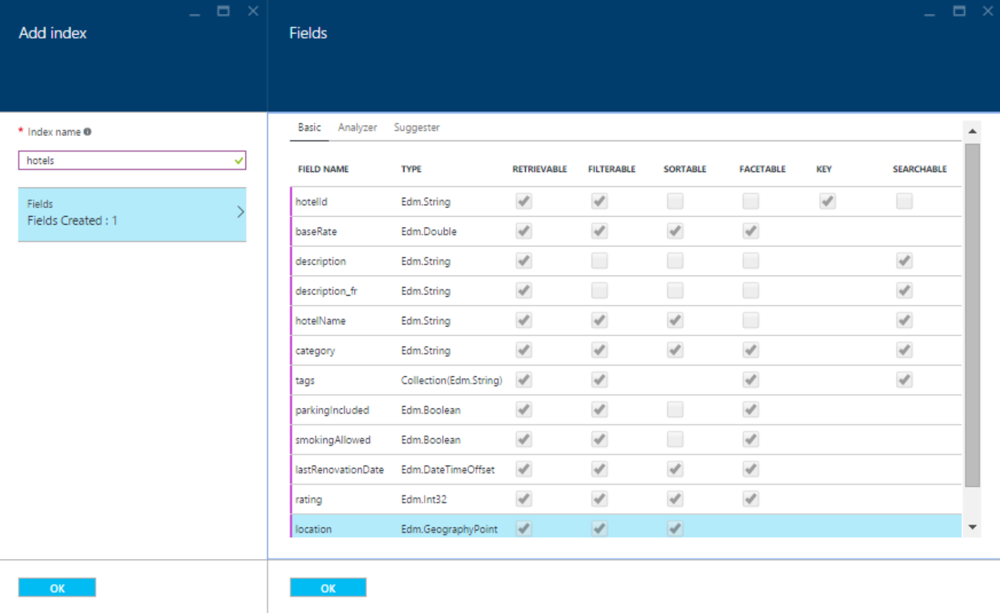 Add index
* Index name
hotels
Fields
Fields Created : 1
OK
Fields
Basic Analyzer Suggester
FIELD NAME TYPE RETRIEVABLE FILTERABLE SORTABLE FACETABLE KEY SEARCHABLE
hotelId Edm.String
baseRate Edm.Double
description Edm.String
description_fr Edm.String
hotelName Edm.String
category Edm.String
tags Collection(Edm.String)
parkingIncluded Edm.Boolean
smokingAllowed Edm.Boolean
lastRenovationDate Edm.DateTimeOffset
rating Edm.Int32
location Edm.GeographyPoint
OK